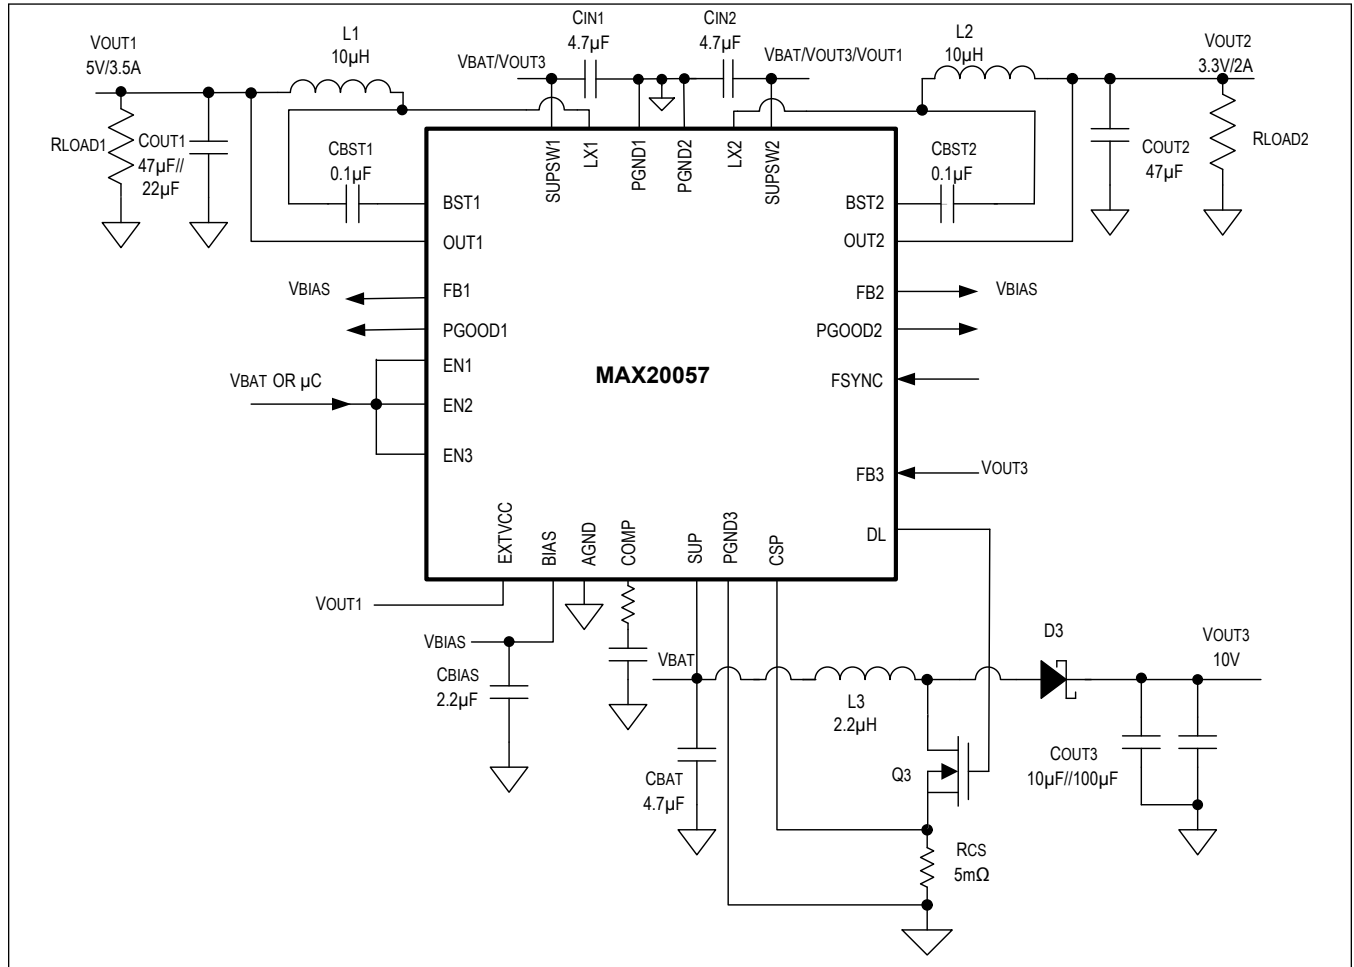 VOUT1
5V/3.5A
L1
10µH
CIN1
4.7µF
CIN2
4.7µF
L2
10µH
VOUT2
3.3V/2A
VBAT/VOUT3
VBAT/VOUT3/VOUT1
RLOAD1
COUT1
47µF//
22µF
CBST1
0.1µF
SUPSW1
LX1
PGND1
PGND2
LX2
SUPSW2
CBST2
0.1µF
COUT2
47µF
RLOAD2
BST1
BST2
OUT1
OUT2
VBIAS
FB1
FB2
VBIAS
PGOOD1
PGOOD2
EN1
MAX20057
FSYNC
VBAT OR µC
EN2
EN3
FB3
VOUT3
EXTVCC
BIAS
AGND
COMP
SUP
PGND3
CSP
DL
VOUT1
VBIAS
CBIAS
2.2µF
VBAT
L3
2.2µH
D3
VOUT3
10V
CBAT
4.7µF
Q3
COUT3
10µF//100µF
RCS
5mΩ